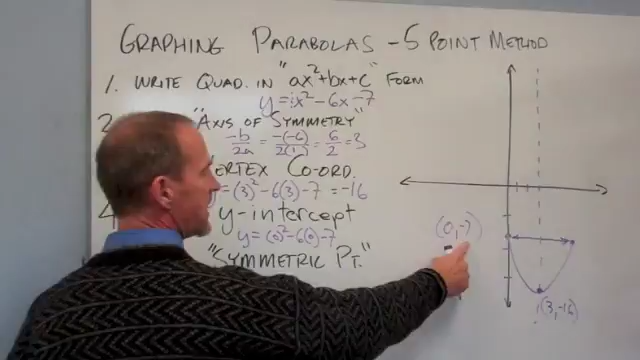 GRAPHING PARABOLAS - 5 POINT METHOD
1. WRITE QUAD. IN "ax²+bx+c" FORM
y = 1x² - 6x - 7
2. "AXIS OF SYMMETRY"
-b/2a = -(-6)/2(1) = 6/2 = 3
VERTEX CO-ORD.
y = (3)² - 6(3) - 7 = -16
4. y-intercept
y = (0)² - 6(0) - 7
"SYMMETRIC PT."
(0,-7)
(3,-16)